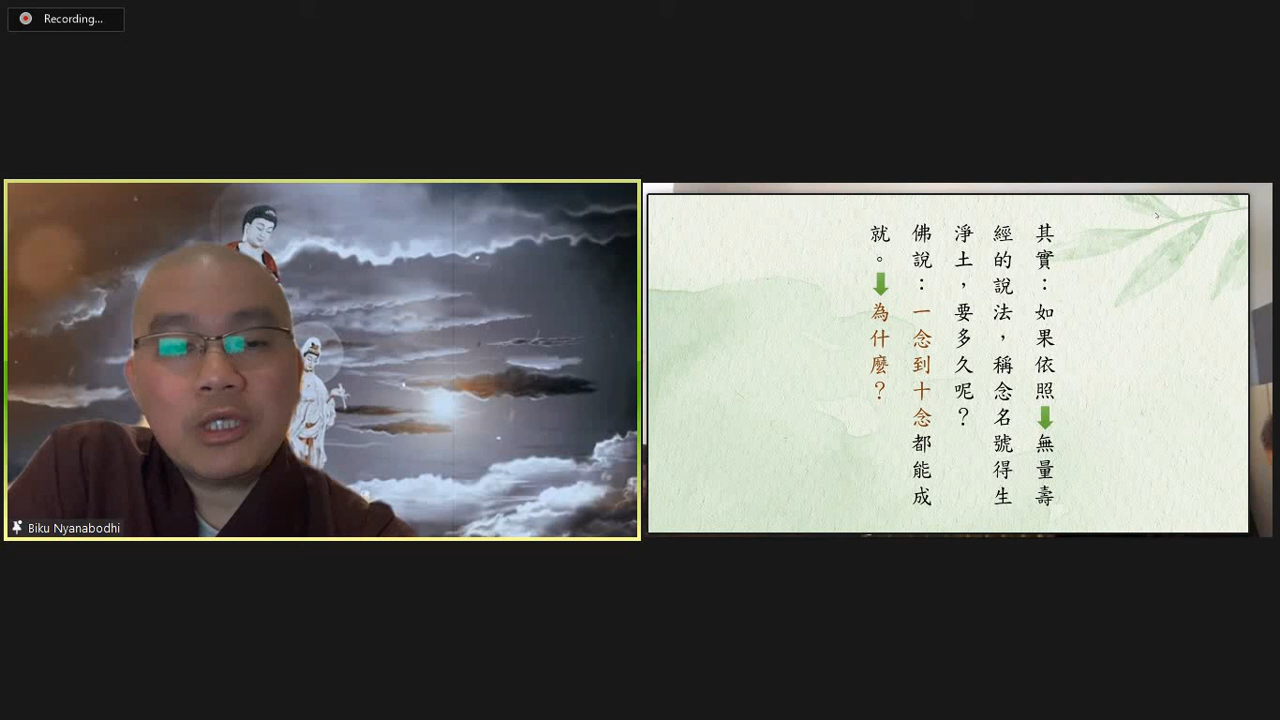 Recording...
Biku Nyanabodhi
其實：如果依照無量壽
經的說法，稱念名號得生
淨土，要多久呢？
佛說：一念到十念都能成
就。為什麼？